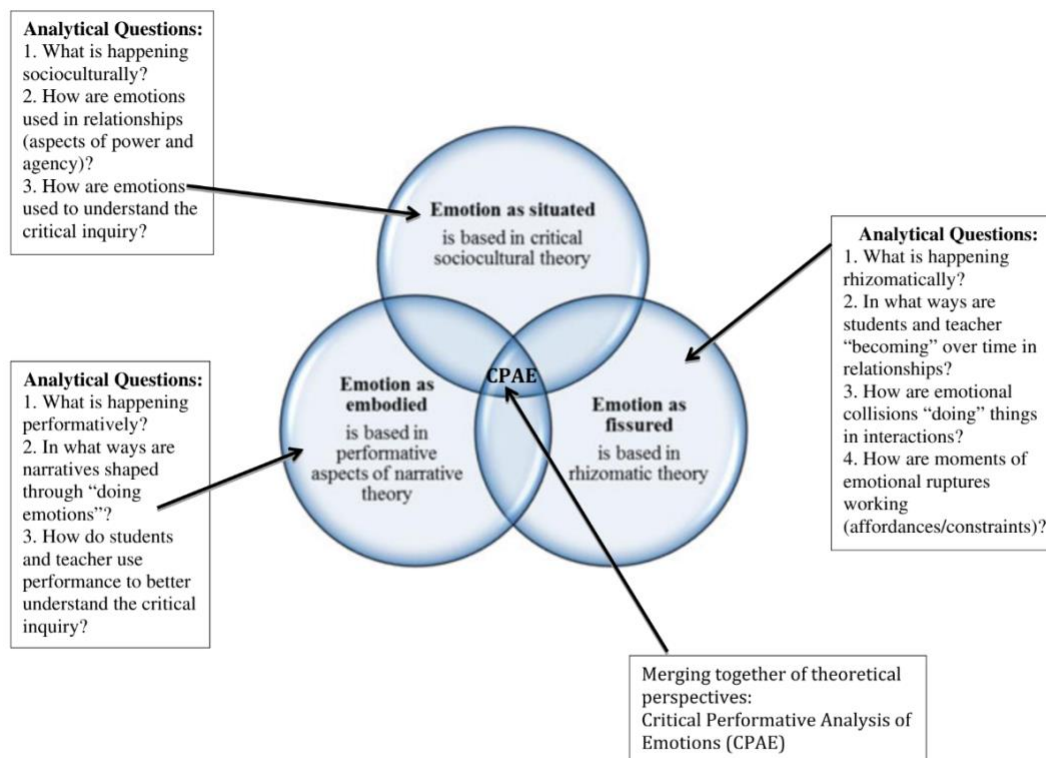 Analytical Questions:
1. What is happening
socioculturally?
2. How are emotions
used in relationships
(aspects of power and
agency)?
3. How are emotions
used to understand the
critical inquiry?
Emotion as situated
is based in critical
sociocultural theory
Analytical Questions:
1. What is happening
rhizomatically?
2. In what ways are
students and teacher
“becoming” over time in
relationships?
3. How are emotional
collisions “doing” things
in interactions?
4. How are moments of
emotional ruptures
working
(affordances/constraints)?
Analytical Questions:
1. What is happening
performatively?
2. In what ways are
narratives shaped
through “doing
emotions”?
3. How do students
and teacher use
performance to better
understand the critical
inquiry?
Emotion as
embodied
is based in
performative
aspects of narrative
theory
CPAE
Emotion as
fissured
is based in
rhizomatic theory
Merging together of theoretical
perspectives:
Critical Performative Analysis of
Emotions (CPAE)